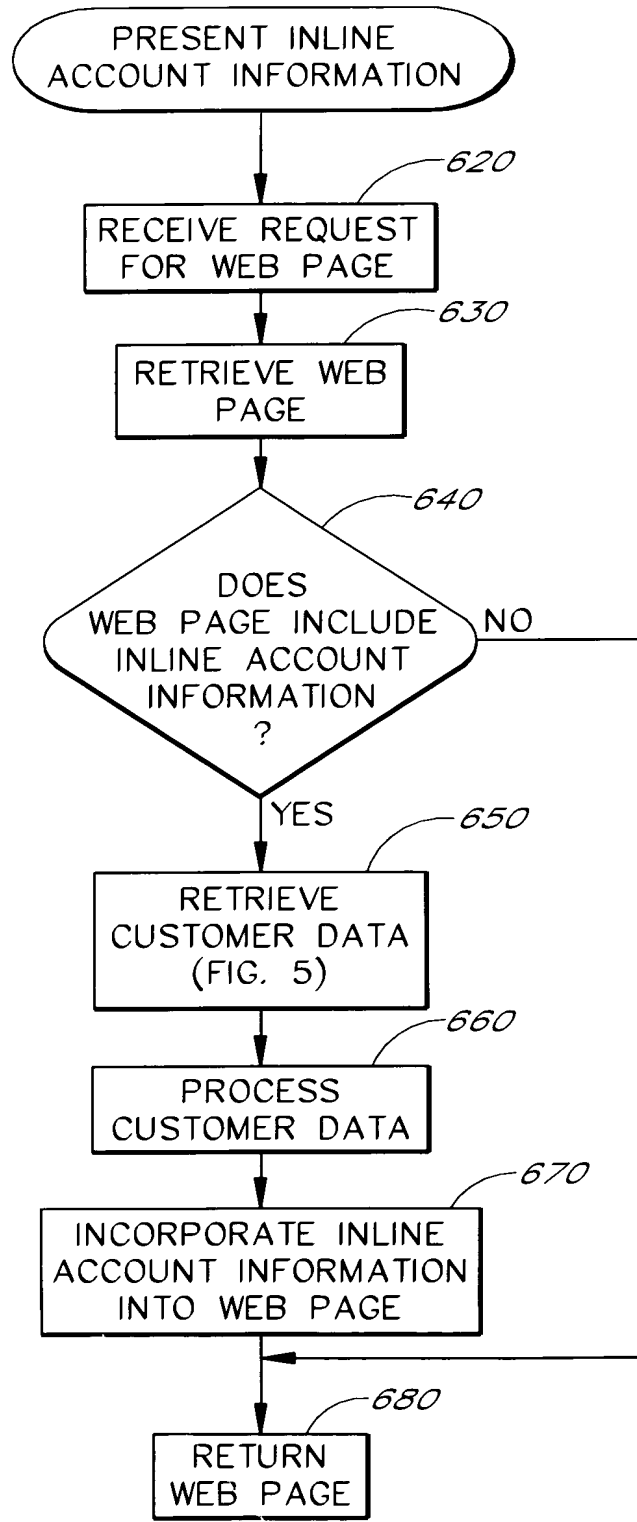 PRESENT INLINE
ACCOUNT INFORMATION
620
RECEIVE REQUEST
FOR WEB PAGE
630
RETRIEVE WEB
PAGE
640
DOES
WEB PAGE INCLUDE
INLINE ACCOUNT
INFORMATION
?
NO
YES
650
RETRIEVE
CUSTOMER DATA
(FIG. 5)
660
PROCESS
CUSTOMER DATA
670
INCORPORATE INLINE
ACCOUNT INFORMATION
INTO WEB PAGE
680
RETURN
WEB PAGE